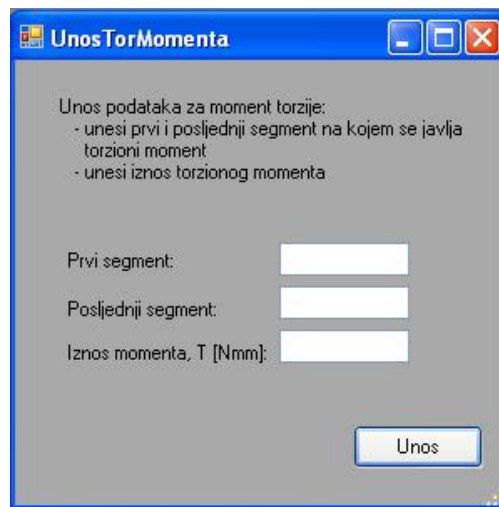 UnosTorMomenta
Unos podataka za moment torzije:
- unesi prvi i posljednji segment na kojem se javlja
torzioni moment
- unesi iznos torzionog momenta
Prvi segment:
Posljednji segment:
Iznos momenta, T [Nmm]:
Unos